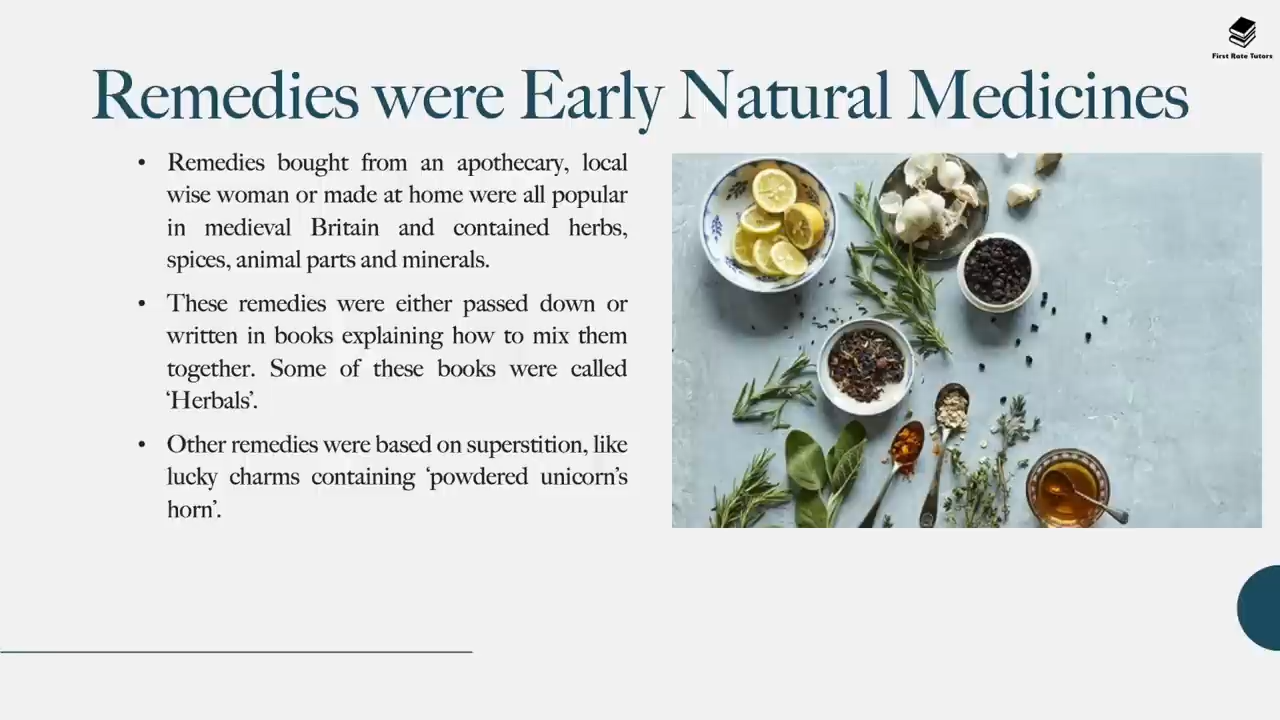 First Rate Tutors
Remedies were Early Natural Medicines
• Remedies bought from an apothecary, local
wise woman or made at home were all popular
in medieval Britain and contained herbs,
spices, animal parts and minerals.
• These remedies were either passed down or
written in books explaining how to mix them
together. Some of these books were called
‘Herbals’.
• Other remedies were based on superstition, like
lucky charms containing ‘powdered unicorn’s
horn’.